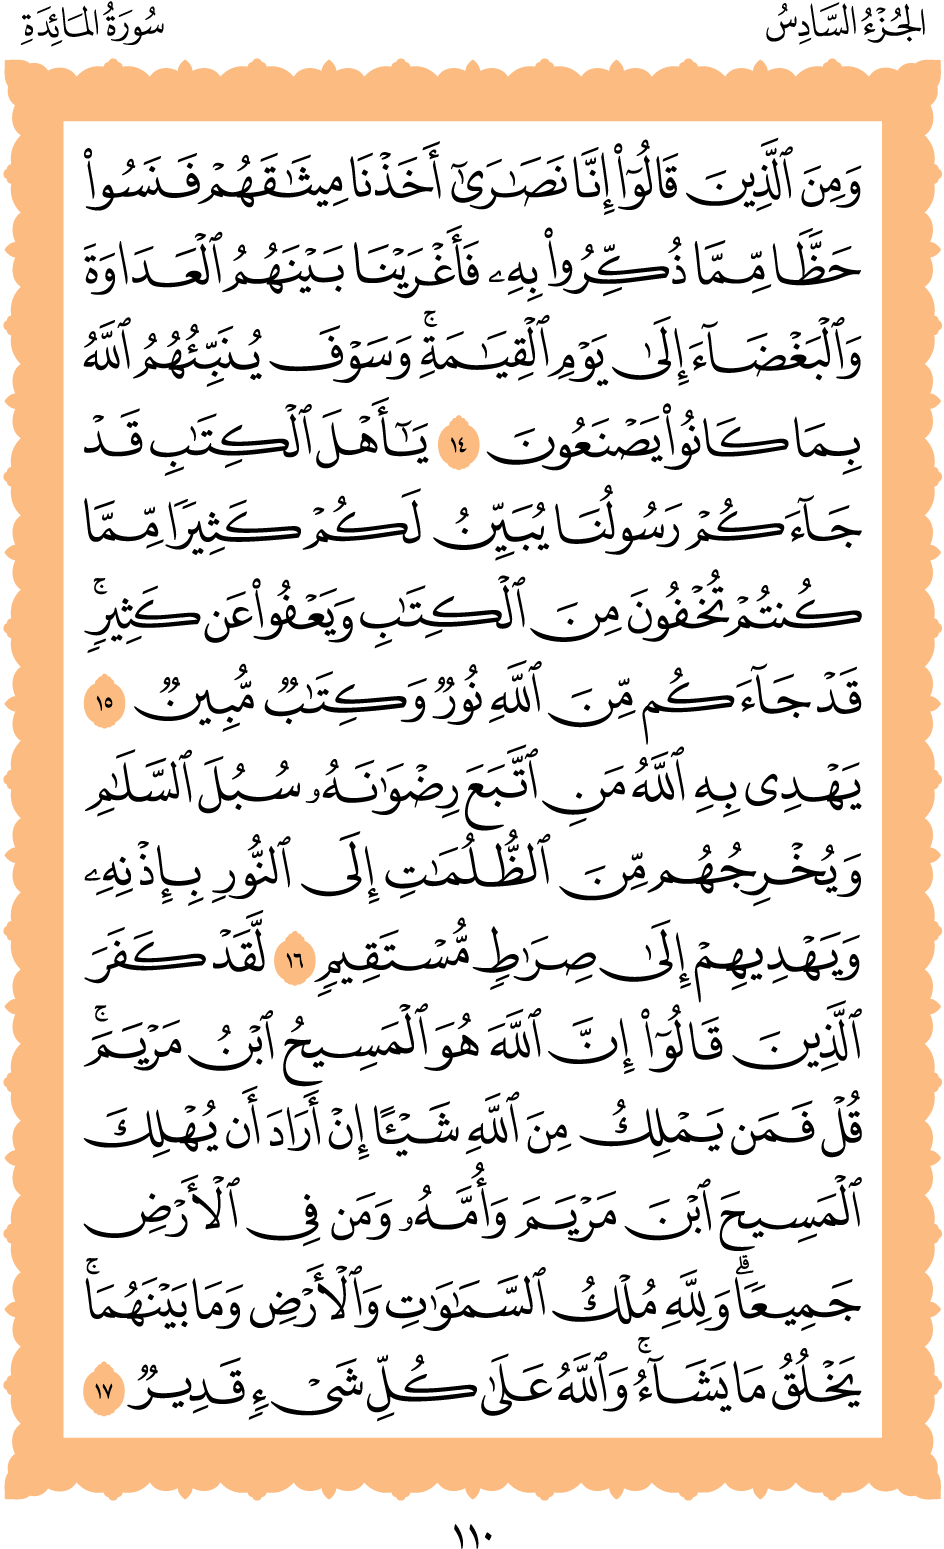 الجُزْءُ السَّادِسُ
سُورَةُ المَائِدَةِ
وَمِنَ ٱلَّذِينَ قَالُوٓاْ إِنَّا نَصَٰرَىٰٓ أَخَذۡنَا مِيثَٰقَهُمۡ فَنَسُواْ
حَظّٗا مِّمَّا ذُكِّرُواْ بِهِۦ فَأَغۡرَيۡنَا بَيۡنَهُمُ ٱلۡعَدَاوَةَ
وَٱلۡبَغۡضَآءَ إِلَىٰ يَوۡمِ ٱلۡقِيَٰمَةِۚ وَسَوۡفَ يُنَبِّئُهُمُ ٱللَّهُ
بِمَا كَانُواْ يَصۡنَعُونَ ١٤ يَٰٓأَهۡلَ ٱلۡكِتَٰبِ قَدۡ
جَآءَكُمۡ رَسُولُنَا يُبَيِّنُ لَكُمۡ كَثِيرٗا مِّمَّا
كُنتُمۡ تُخۡفُونَ مِنَ ٱلۡكِتَٰبِ وَيَعۡفُواْ عَن كَثِيرٖۚ
قَدۡ جَآءَكُم مِّنَ ٱللَّهِ نُورٞ وَكِتَٰبٞ مُّبِينٞ ١٥
يَهۡدِي بِهِ ٱللَّهُ مَنِ ٱتَّبَعَ رِضۡوَٰنَهُۥ سُبُلَ ٱلسَّلَٰمِ
وَيُخۡرِجُهُم مِّنَ ٱلظُّلُمَٰتِ إِلَى ٱلنُّورِ بِإِذۡنِهِۦ
وَيَهۡدِيهِمۡ إِلَىٰ صِرَٰطٖ مُّسۡتَقِيمٖ ١٦ لَّقَدۡ كَفَرَ
ٱلَّذِينَ قَالُوٓاْ إِنَّ ٱللَّهَ هُوَ ٱلۡمَسِيحُ ٱبۡنُ مَرۡيَمَۚ
قُلۡ فَمَن يَمۡلِكُ مِنَ ٱللَّهِ شَيۡـًٔا إِنۡ أَرَادَ أَن يُهۡلِكَ
ٱلۡمَسِيحَ ٱبۡنَ مَرۡيَمَ وَأُمَّهُۥ وَمَن فِي ٱلۡأَرۡضِ
جَمِيعٗاۗ وَلِلَّهِ مُلۡكُ ٱلسَّمَٰوَٰتِ وَٱلۡأَرۡضِ وَمَا بَيۡنَهُمَاۚ
يَخۡلُقُ مَا يَشَآءُۚ وَٱللَّهُ عَلَىٰ كُلِّ شَيۡءٖ قَدِيرٞ ١٧
١١٠